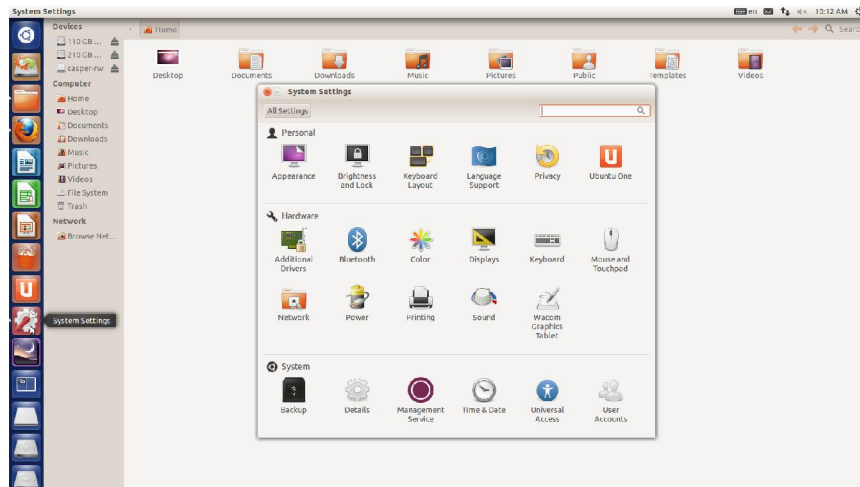 System Settings
en
10:12 AM
Devices
210 GB ...
casper-rw
Computer
Home
Desktop
Documents
Downloads
Music
Pictures
Videos
File System
Trash
Network
Browse Net...
Home
Desktop
Documents
Downloads
Music
Pictures
Public
Templates
Videos
System Settings
System Settings
All Settings
Personal
Appearance
Brightness
and Lock
Keyboard
Layout
Language
Support
Privacy
Ubuntu One
Hardware
Additional
Drivers
Bluetooth
Color
Displays
Keyboard
Mouse and
Touchpad
Network
Power
Printing
Sound
Wacom
Graphics
Tablet
System
Backup
Details
Management
Service
Time & Date
Universal
Access
User
Accounts